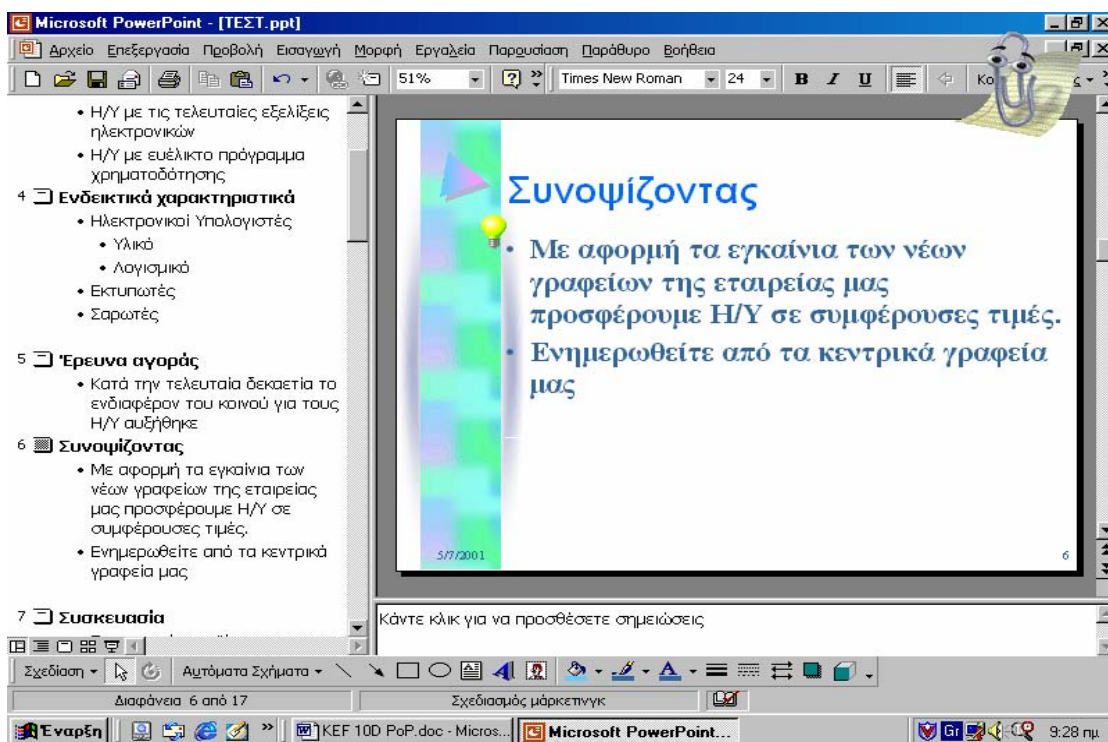 Microsoft PowerPoint - [ΤΕΣΤ.ppt]
Αρχείο Επεξεργασία Προβολή Εισαγωγή Μορφή Εργαλεία Παρουσίαση Παράθυρο Βοήθεια
51% Times New Roman 24 B I U
• Η/Υ με τις τελευταίες εξελίξεις
ηλεκτρονικών
• Η/Υ με ευέλικτο πρόγραμμα
χρηματοδότησης
4 Ενδεικτικά χαρακτηριστικά
• Ηλεκτρονικοί Υπολογιστές
• Υλικό
• Λογισμικό
• Εκτυπωτές
• Σαρωτές
5 Έρευνα αγοράς
• Κατά την τελευταία δεκαετία το
ενδιαφέρον του κοινού για τους
Η/Υ αυξήθηκε
6 Συνοψίζοντας
• Με αφορμή τα εγκαίνια των
νέων γραφείων της εταιρείας
μας προσφέρουμε Η/Υ σε
συμφέρουσες τιμές.
• Ενημερωθείτε από τα κεντρικά
γραφεία μας
7 Συσκευασία
Συνοψίζοντας
• Με αφορμή τα εγκαίνια των νέων
γραφείων της εταιρείας μας
προσφέρουμε Η/Υ σε συμφέρουσες τιμές.
• Ενημερωθείτε από τα κεντρικά γραφεία
μας
5/7/2001 6
Κάντε κλικ για να προσθέσετε σημειώσεις
Σχεδίαση Αυτόματα Σχήματα
Διαφάνεια 6 από 17 Σχεδιασμός μάρκετινγκ
Έναρξη KEF 10D PoP.doc - Micros... Microsoft PowerPoint... Gr 9:28 πμ